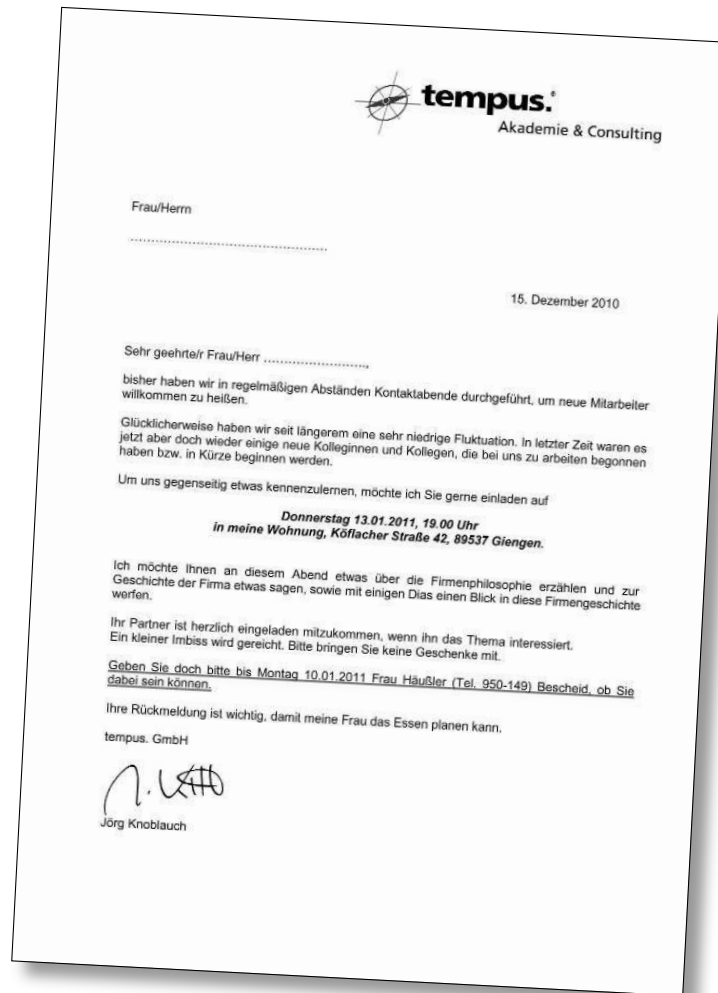 tempus.
Akademie & Consulting
Frau/Herrn
................................................
15. Dezember 2010
Sehr geehrte/r Frau/Herr ..........................,
bisher haben wir in regelmäßigen Abständen Kontaktabende durchgeführt, um neue Mitarbeiter
willkommen zu heißen.
Glücklicherweise haben wir seit längerem eine sehr niedrige Fluktuation. In letzter Zeit waren es
jetzt aber doch wieder einige neue Kolleginnen und Kollegen, die bei uns zu arbeiten begonnen
haben bzw. in Kürze beginnen werden.
Um uns gegenseitig etwas kennenzulernen, möchte ich Sie gerne einladen auf
Donnerstag 13.01.2011, 19.00 Uhr
in meine Wohnung, Köflacher Straße 42, 89537 Giengen.
Ich möchte Ihnen an diesem Abend etwas über die Firmenphilosophie erzählen und zur
Geschichte der Firma etwas sagen, sowie mit einigen Dias einen Blick in diese Firmengeschichte
werfen.
Ihr Partner ist herzlich eingeladen mitzukommen, wenn ihn das Thema interessiert.
Ein kleiner Imbiss wird gereicht. Bitte bringen Sie keine Geschenke mit.
Geben Sie doch bitte bis Montag 10.01.2011 Frau Häußler (Tel. 950-149) Bescheid, ob Sie
dabei sein können.
Ihre Rückmeldung ist wichtig, damit meine Frau das Essen planen kann.
tempus. GmbH
Jörg Knoblauch